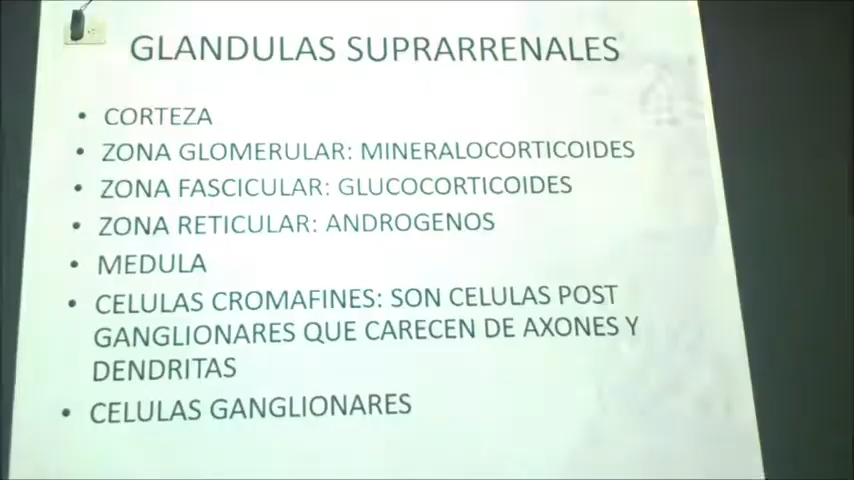 GLANDULAS SUPRARRENALES
• CORTEZA
• ZONA GLOMERULAR: MINERALOCORTICOIDES
• ZONA FASCICULAR: GLUCOCORTICOIDES
• ZONA RETICULAR: ANDROGENOS
• MEDULA
• CELULAS CROMAFINES: SON CELULAS POST
GANGLIONARES QUE CARECEN DE AXONES Y
DENDRITAS
• CELULAS GANGLIONARES